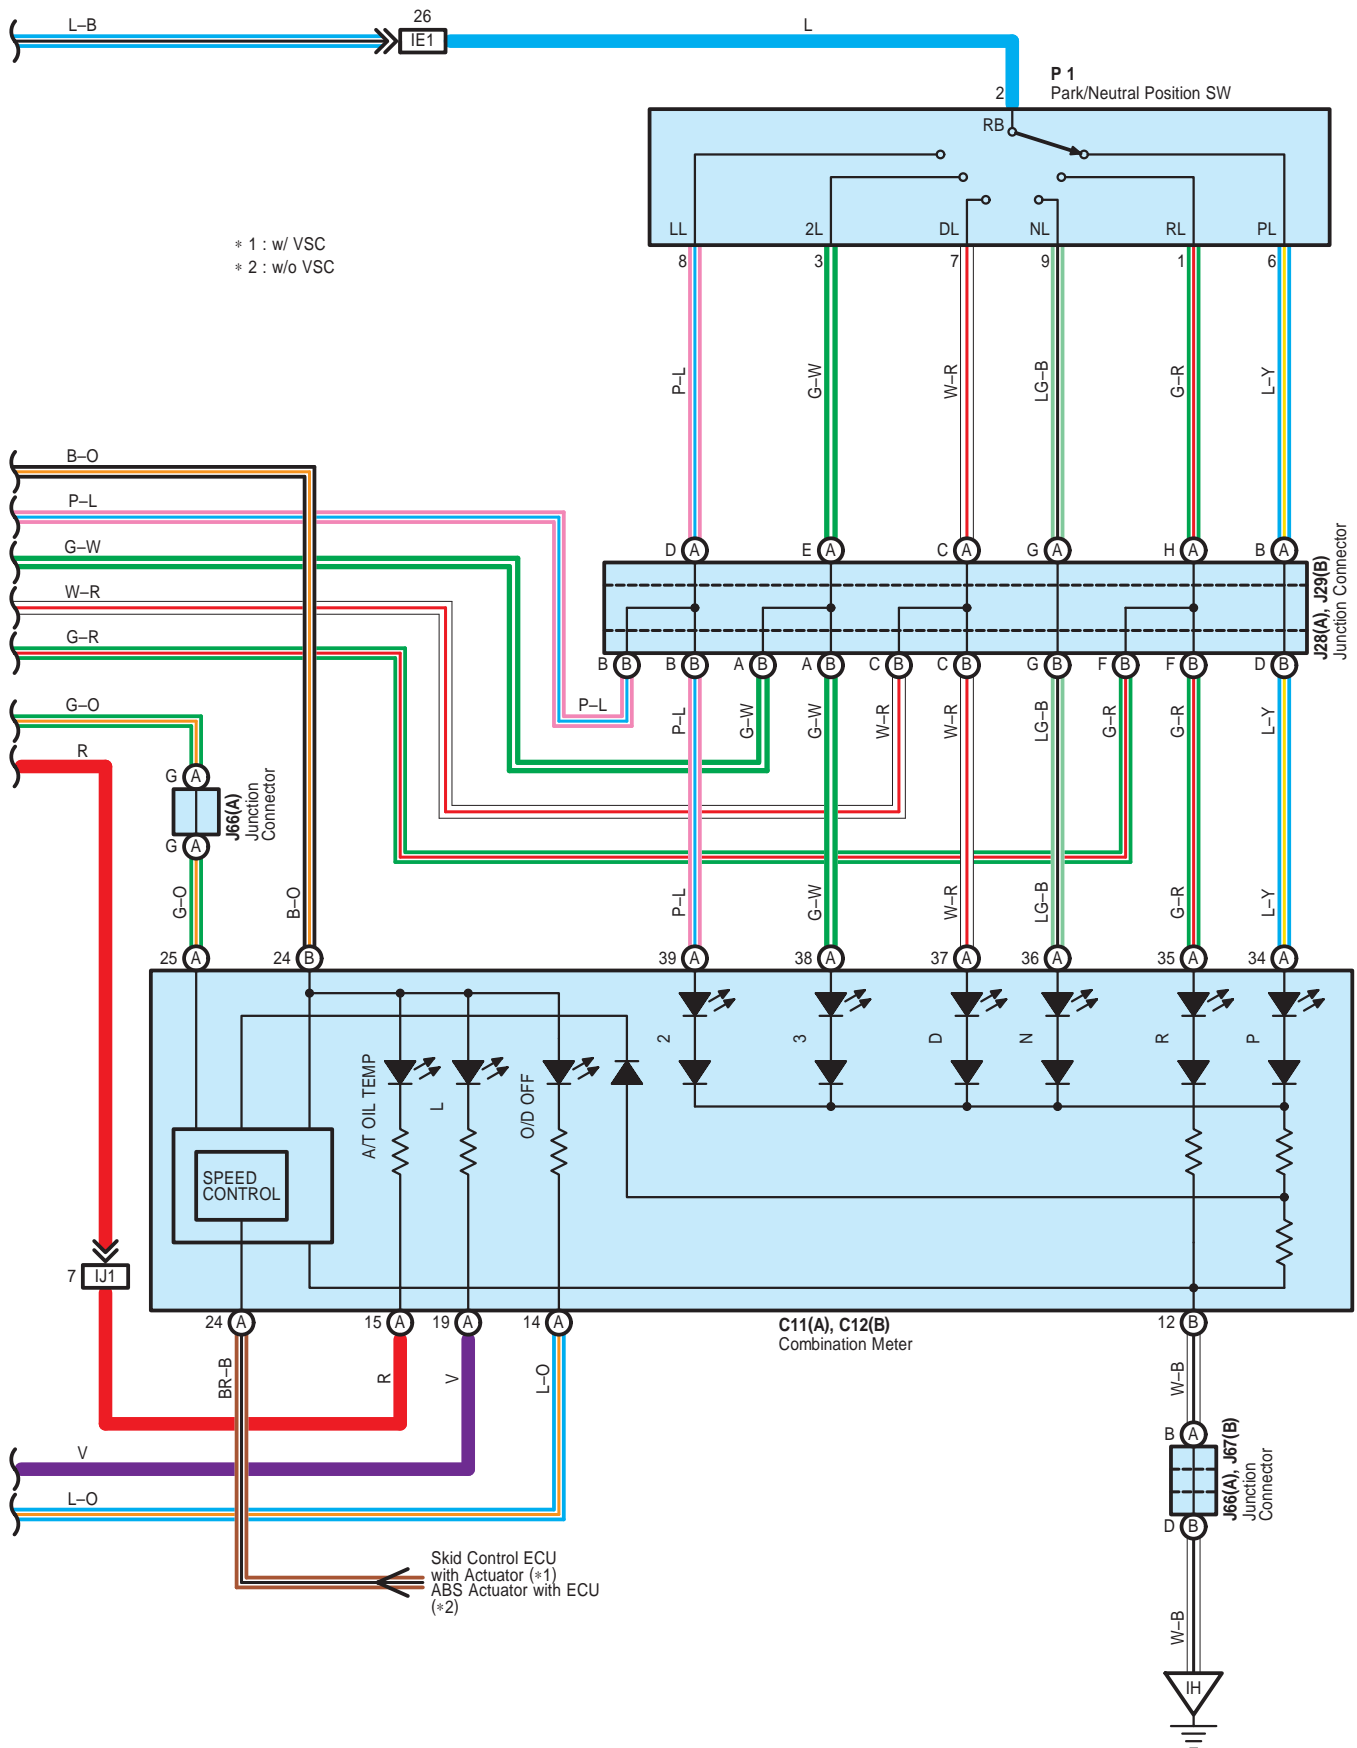 L–B
26
IE1
L
P 1
Park/Neutral Position SW
2
RB
LL
2L
DL
NL
RL
PL
8
3
7
9
1
6
∗ 1 : w/ VSC
∗ 2 : w/o VSC
P–L
G–W
W–R
LG–B
G–R
L–Y
B–O
P–L
G–W
W–R
G–R
G–O
R
D A
E A
C A
G A
H A
B A
J28(A), J29(B)
Junction Connector
B B
B B
A B
A B
C B
C B
G B
F B
F B
D B
P–L
P–L
G–W
G–W
W–R
W–R
LG–B
G–R
G–R
L–Y
G A
J66(A)
Junction
Connector
G A
G–O
B–O
P–L
G–W
W–R
LG–B
G–R
L–Y
25 A
24 B
39 A
38 A
37 A
36 A
35 A
34 A
2
3
D
N
R
P
A/T OIL TEMP
L
O/D OFF
SPEED
CONTROL
7
IJ1
24 A
15 A
19 A
14 A
C11(A), C12(B)
Combination Meter
12 B
BR–B
R
V
L–O
W–B
V
L–O
B A
J66(A), J67(B)
Junction
Connector
D B
Skid Control ECU
with Actuator (∗1)
ABS Actuator with ECU
(∗2)
W–B
IH